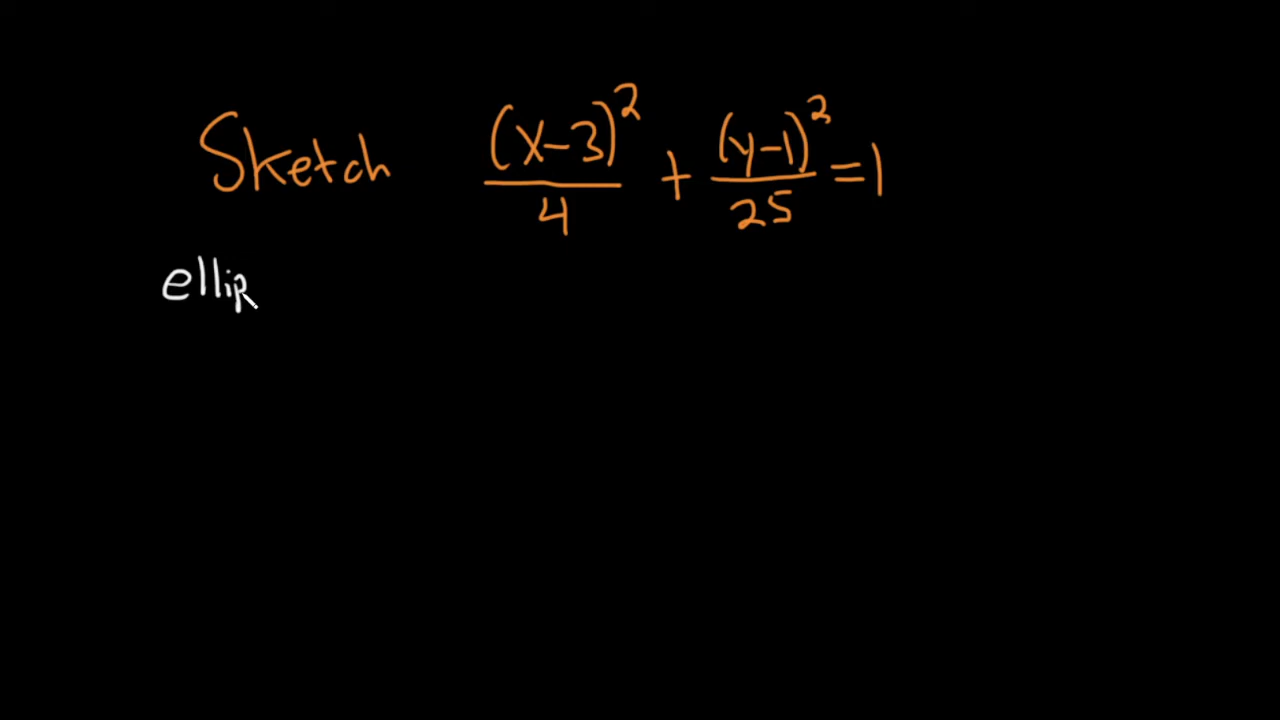 Sketch (x-3)²/4 + (y-1)²/25 = 1
ellip